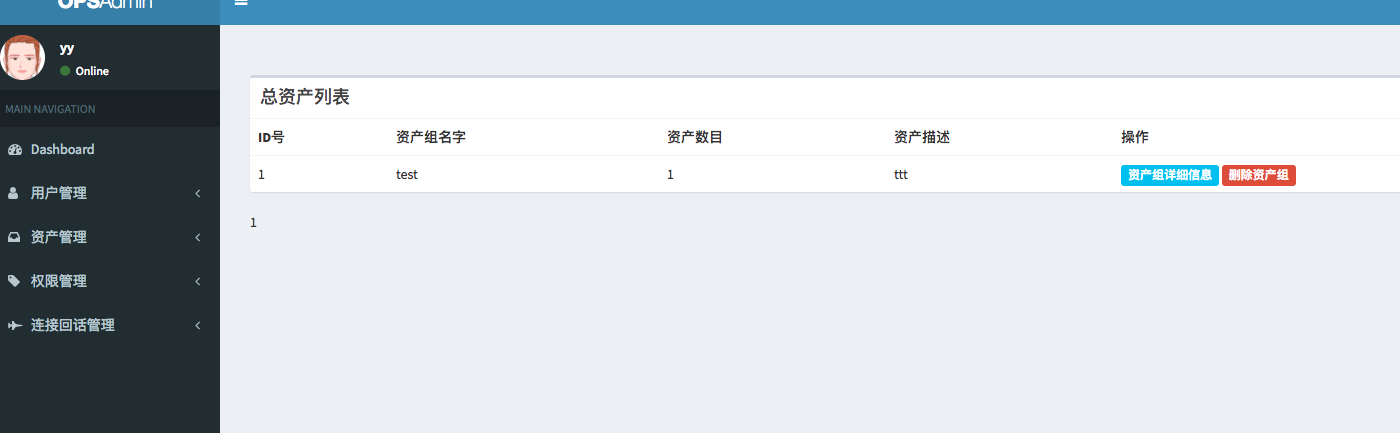 OPSAdmin
yy
Online
MAIN NAVIGATION
Dashboard
用户管理
资产管理
权限管理
连接回话管理
总资产列表
ID号 资产组名字 资产数目 资产描述 操作
1 test 1 ttt 资产组详细信息 删除资产组
1